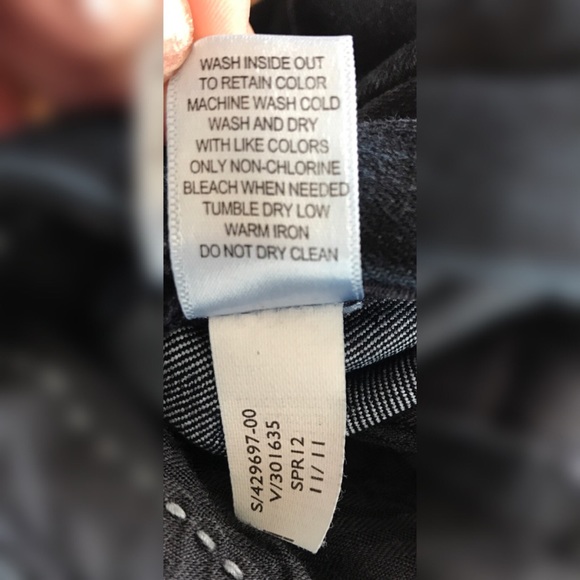 WASH INSIDE OUT
TO RETAIN COLOR
MACHINE WASH COLD
WASH AND DRY
WITH LIKE COLORS
ONLY NON-CHLORINE
BLEACH WHEN NEEDED
TUMBLE DRY LOW
WARM IRON
DO NOT DRY CLEAN
S/429697-00
V/301635
SPR12
11/11